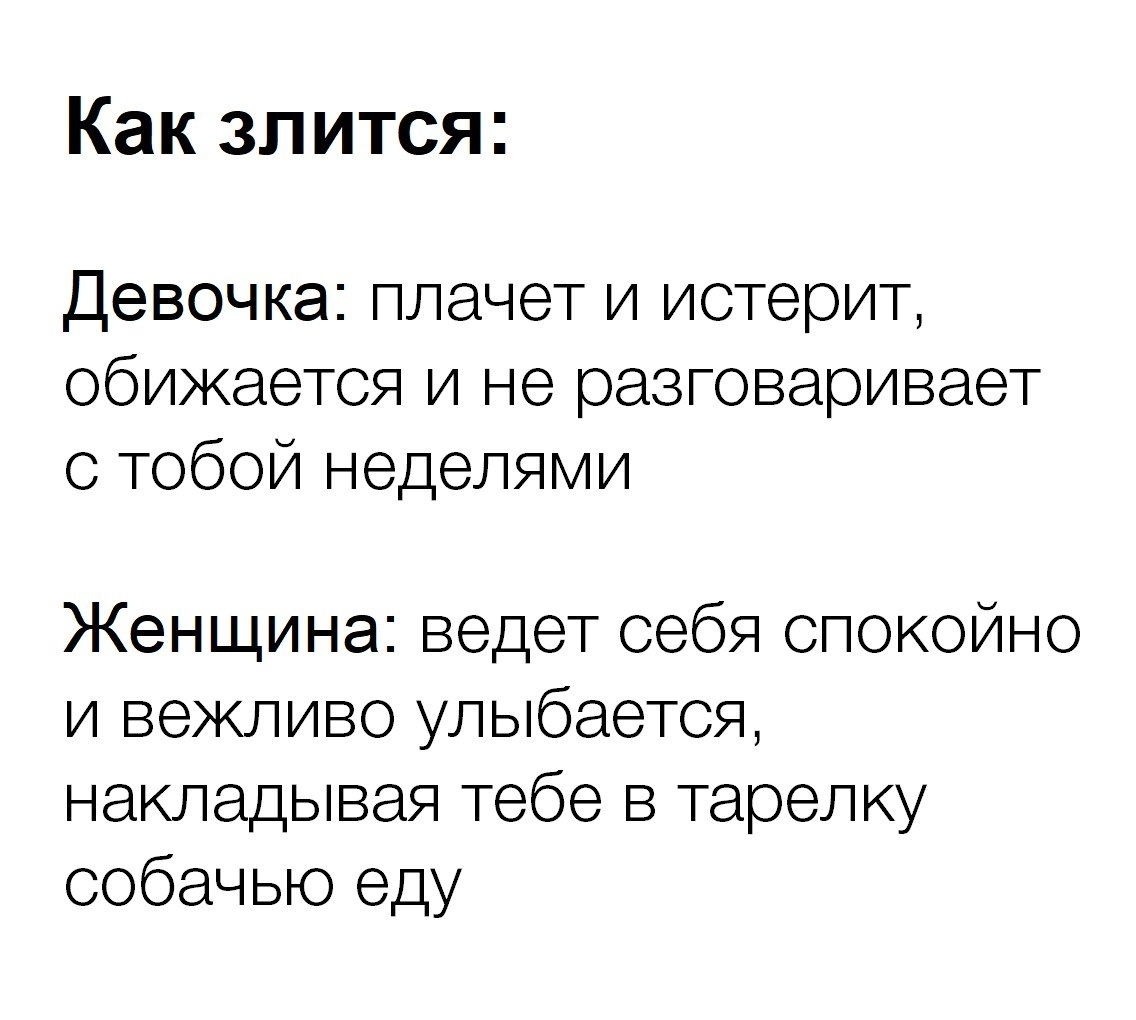 Как злится:
Девочка: плачет и истерит,
обижается и не разговаривает
с тобой неделями
Женщина: ведет себя спокойно
и вежливо улыбается,
накладывая тебе в тарелку
собачью еду